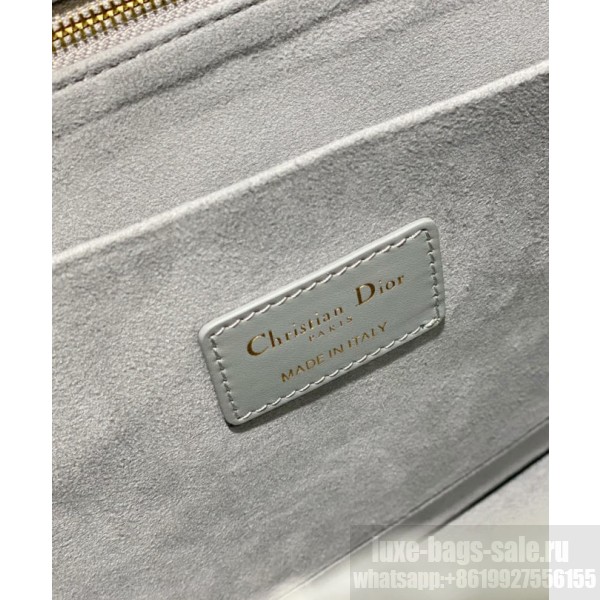 Christian Dior
PARIS
MADE IN ITALY
luxe-bags-sale.ru
whatsapp:+8619927556155